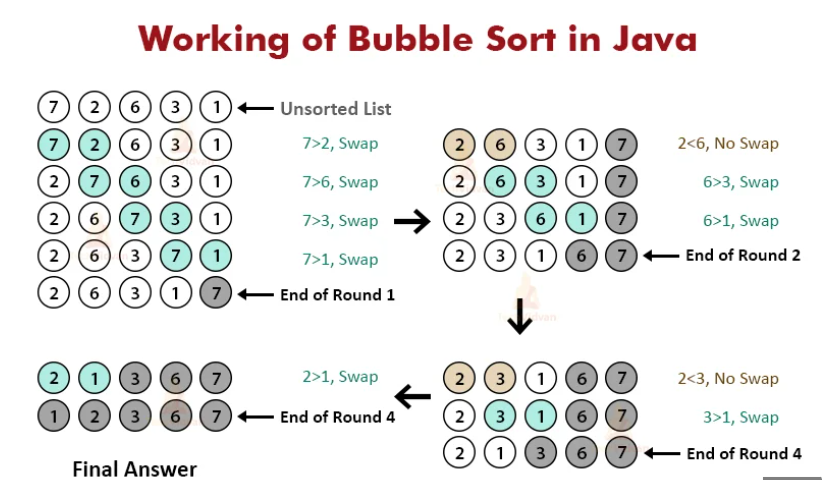 Working of Bubble Sort in Java
7 2 6 3 1 Unsorted List
7 2 6 3 1 7>2, Swap
2 7 6 3 1 7>6, Swap
2 6 7 3 1 7>3, Swap
2 6 3 7 1 7>1, Swap
2 6 3 1 7 End of Round 1
2 6 3 1 7 2<6, No Swap
2 6 3 1 7 6>3, Swap
2 3 6 1 7 6>1, Swap
2 3 1 6 7 End of Round 2
2 3 1 6 7 2<3, No Swap
2 3 1 6 7 3>1, Swap
2 1 3 6 7 End of Round 4
2 1 3 6 7 2>1, Swap
1 2 3 6 7 End of Round 4
Final Answer